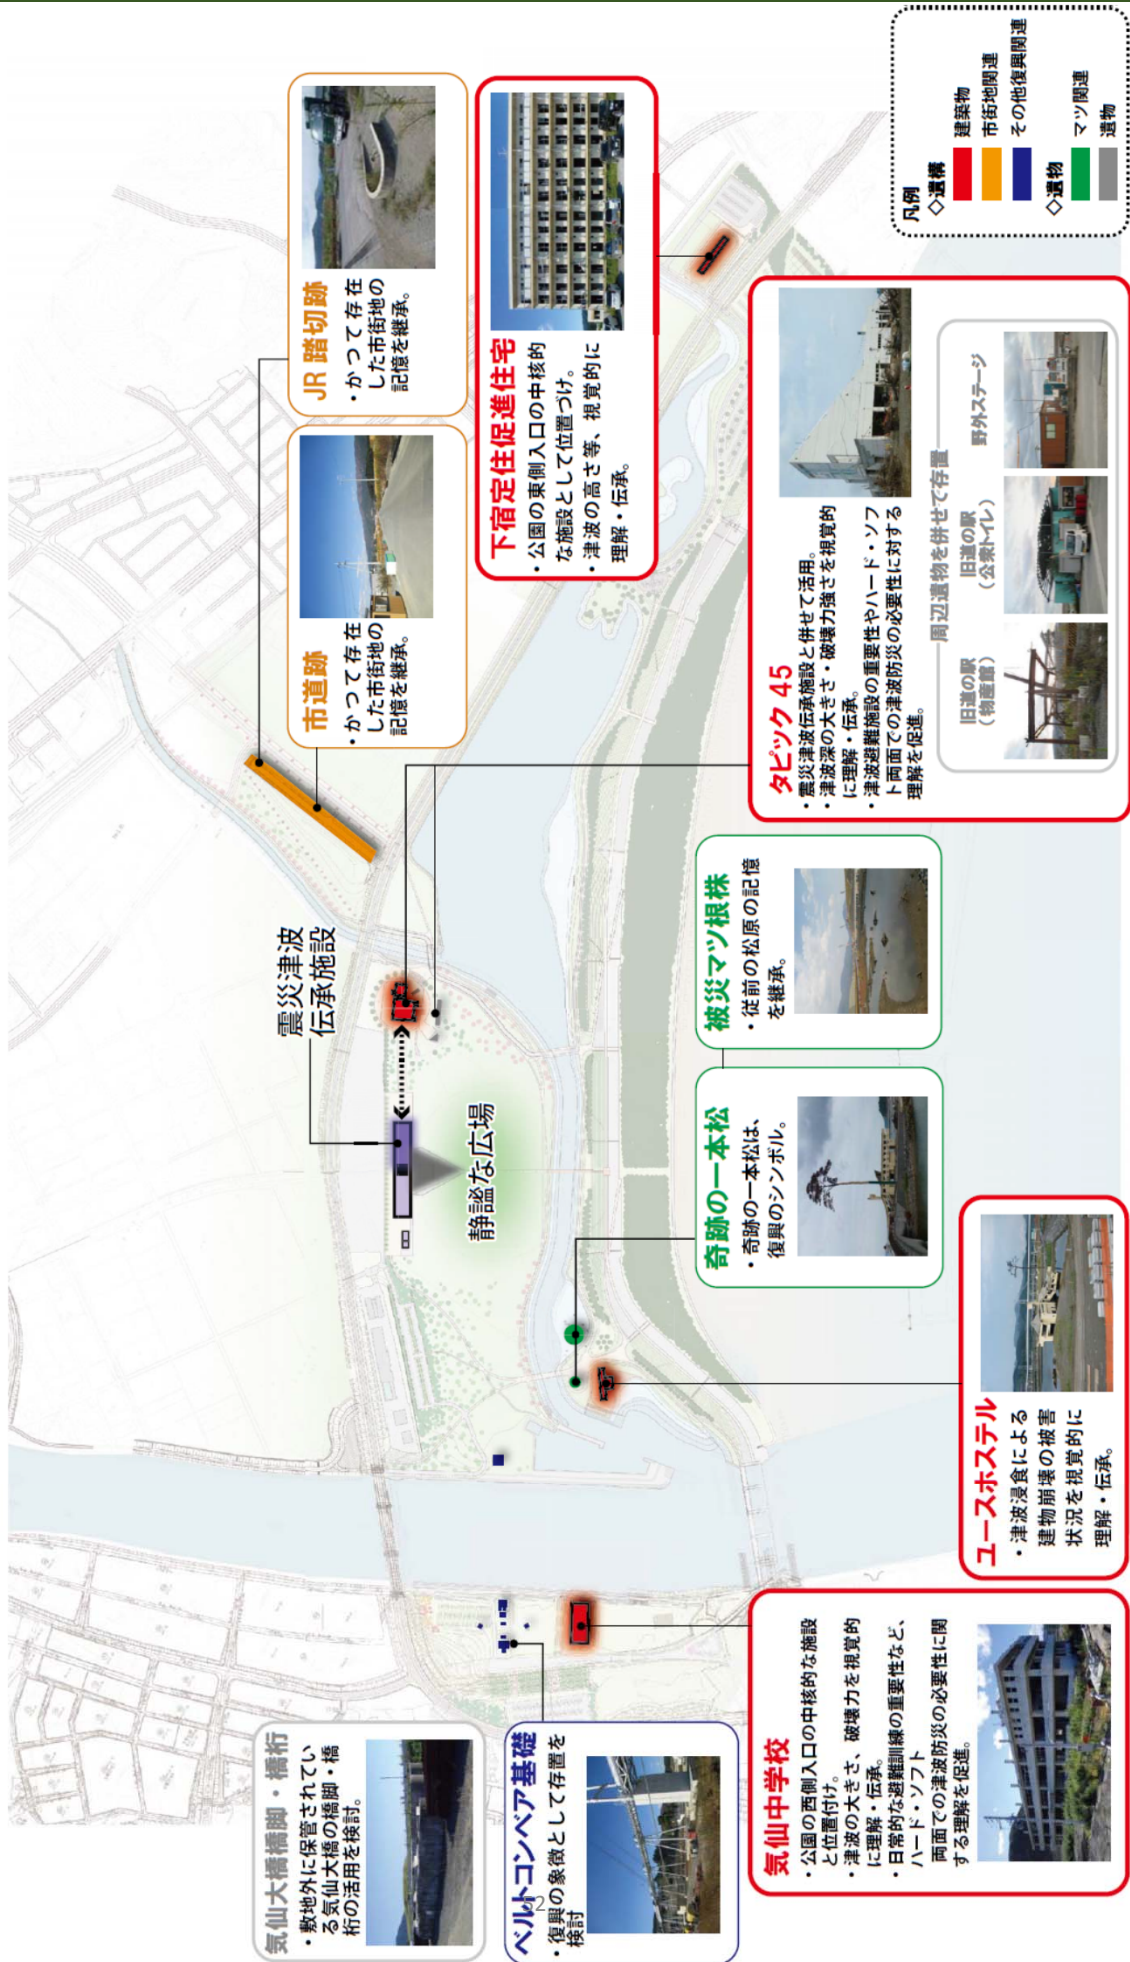 気仙大橋橋脚・橋桁
・敷地外に保管されてい
る気仙大橋の橋脚・橋
桁の活用を検討。
ベルトコンベア基礎
・復興の象徴として存置を
検討
2
気仙中学校
・公園の西側入口の中核的な施設
と位置付け。
・津波の大きさ、破壊力を視覚的
に理解・伝承。
・日常的な避難訓練の重要性など、
ハード・ソフト
両面での津波防災の必要性に関
する理解を促進。
ユースホステル
・津波浸食による
建物崩壊の被害
状況を視覚的に
理解・伝承。
震災津波
伝承施設
静謐な広場
奇跡の一本松
・奇跡の一本松は、
復興のシンボル。
被災マツ根株
・従前の松原の記憶
を継承。
市道跡
・かつて存在
した市街地の
記憶を継承。
JR 踏切跡
・かつて存在
した市街地の
記憶を継承。
下宿定住促進住宅
・公園の東側入口の中核的
な施設として位置づけ。
・津波の高さ等、視覚的に
理解・伝承。
タピック 45
・震災津波伝承施設と併せて活用。
・津波深の大きさ・破壊力強さを視覚的
に理解・伝承。
・津波避難施設の重要性やハード・ソフ
ト両面での津波防災の必要性に対する
理解を促進。
周辺遺物を併せて存置
旧道の駅
（物産館）
旧道の駅
（公衆トイレ）
野外ステージ
凡例
◇遺構
建築物
市街地関連
その他復興関連
◇遺物
マツ関連
遺物